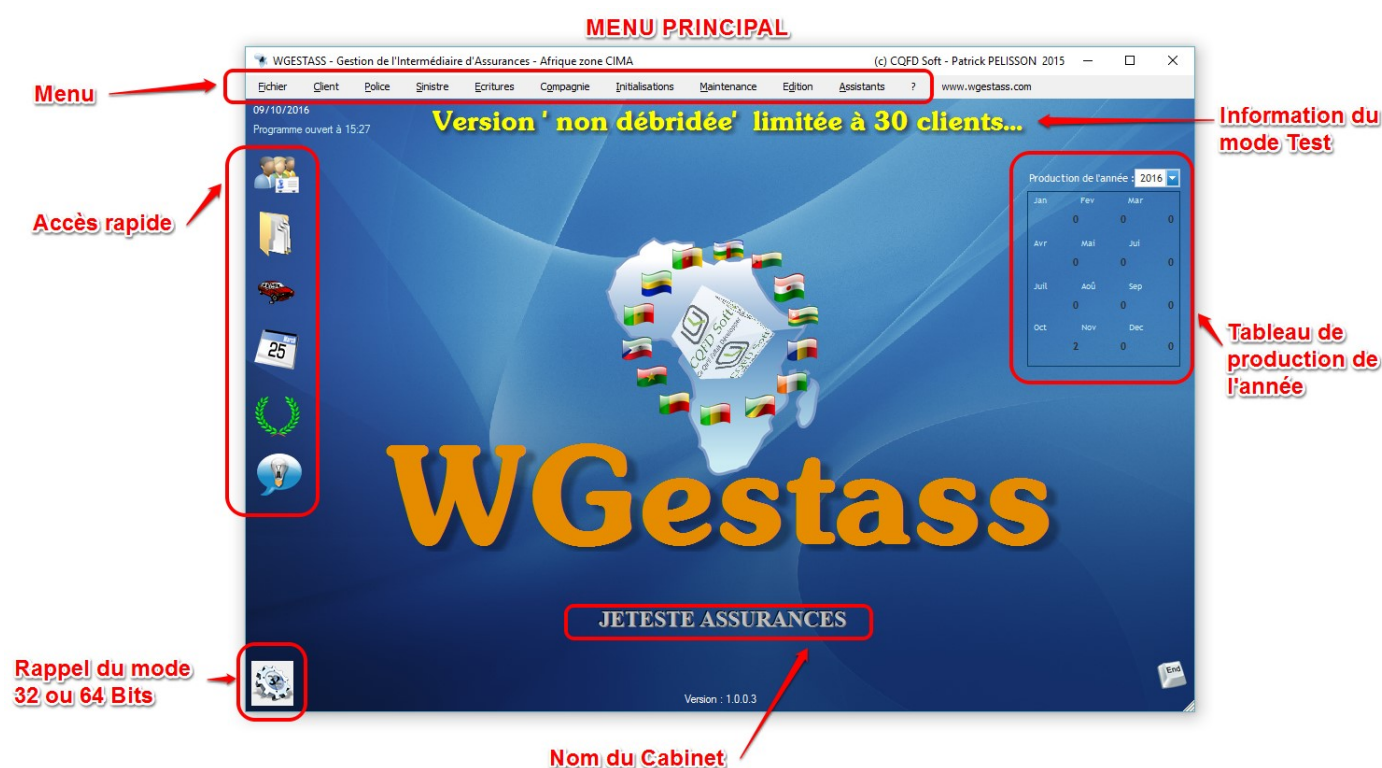 MENU PRINCIPAL
WGESTASS - Gestion de l'Intermédiaire d'Assurances - Afrique zone CIMA
(c) CQFD Soft - Patrick PELISSON 2015
Menu
Fichier Client Police Sinistre Ecritures Compagnie Initialisations Maintenance Edition Assistants ? www.wgestass.com
09/10/2016
Programme ouvert à 15:27
Version ' non débridée' limitée à 30 clients...
Information du
mode Test
Accès rapide
Production de l'année : 2016
Jan Fev Mar
0 0 0
Avr Mai Jui
0 0 0
Juil Aoû Sep
0 0 0
Oct Nov Dec
2 0 0
Tableau de
production de
l'année
25
CQFD Soft
WGestass
JETESTE ASSURANCES
Rappel du mode
32 ou 64 Bits
End
Version : 1.0.0.3
Nom du Cabinet